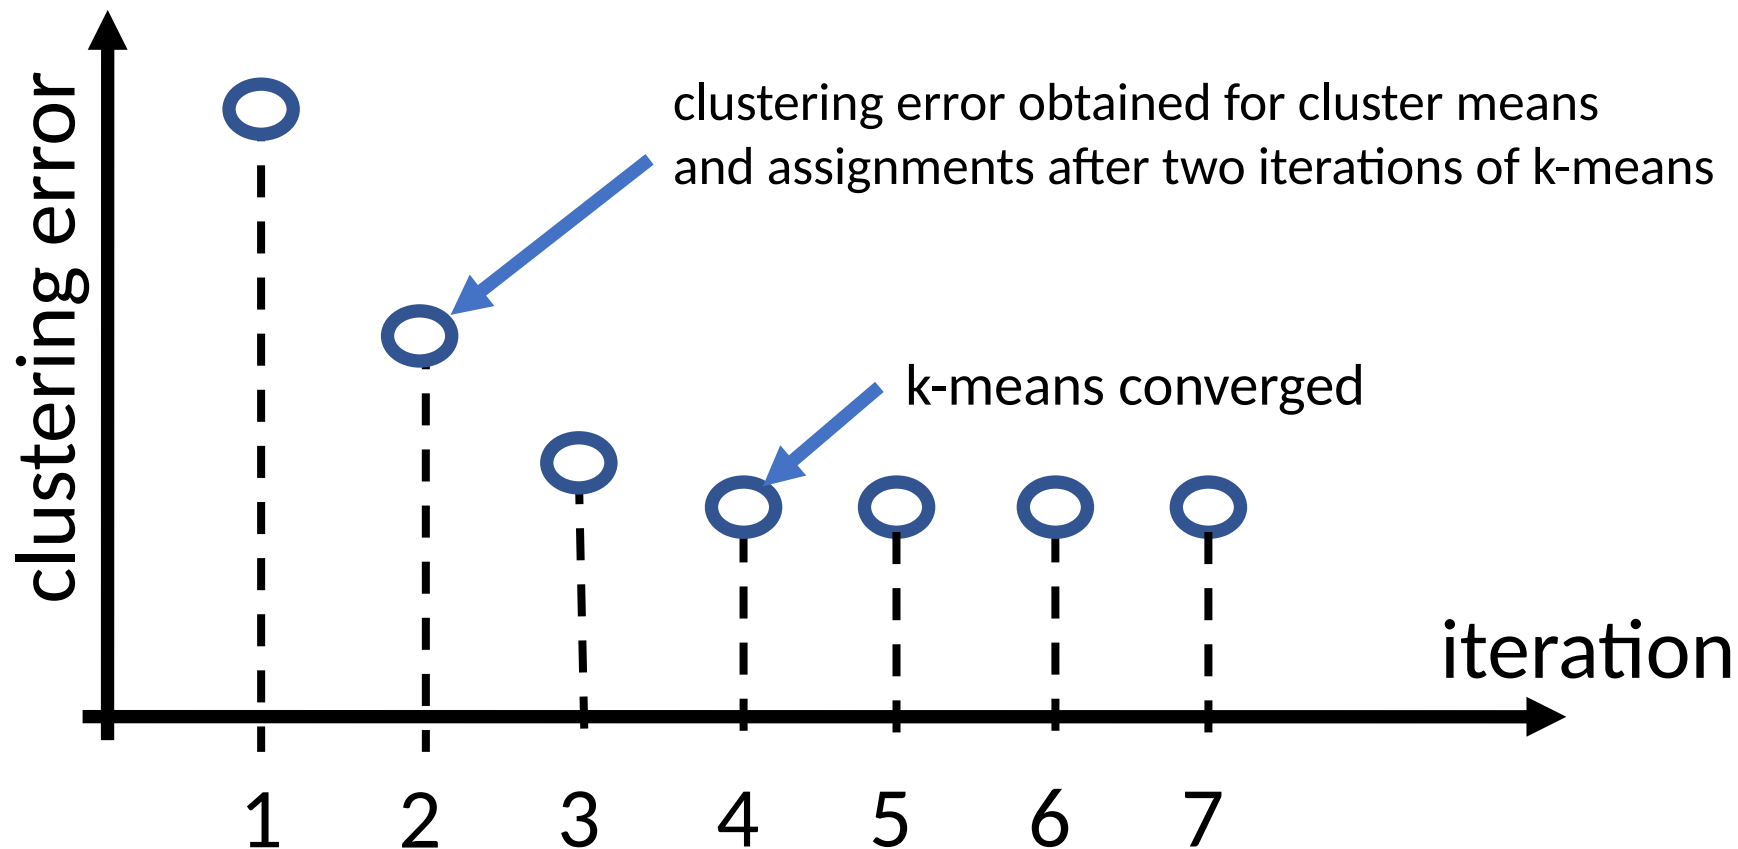 clustering error
clustering error obtained for cluster means
and assignments after two iterations of k-means
k-means converged
iteration
1 2 3 4 5 6 7